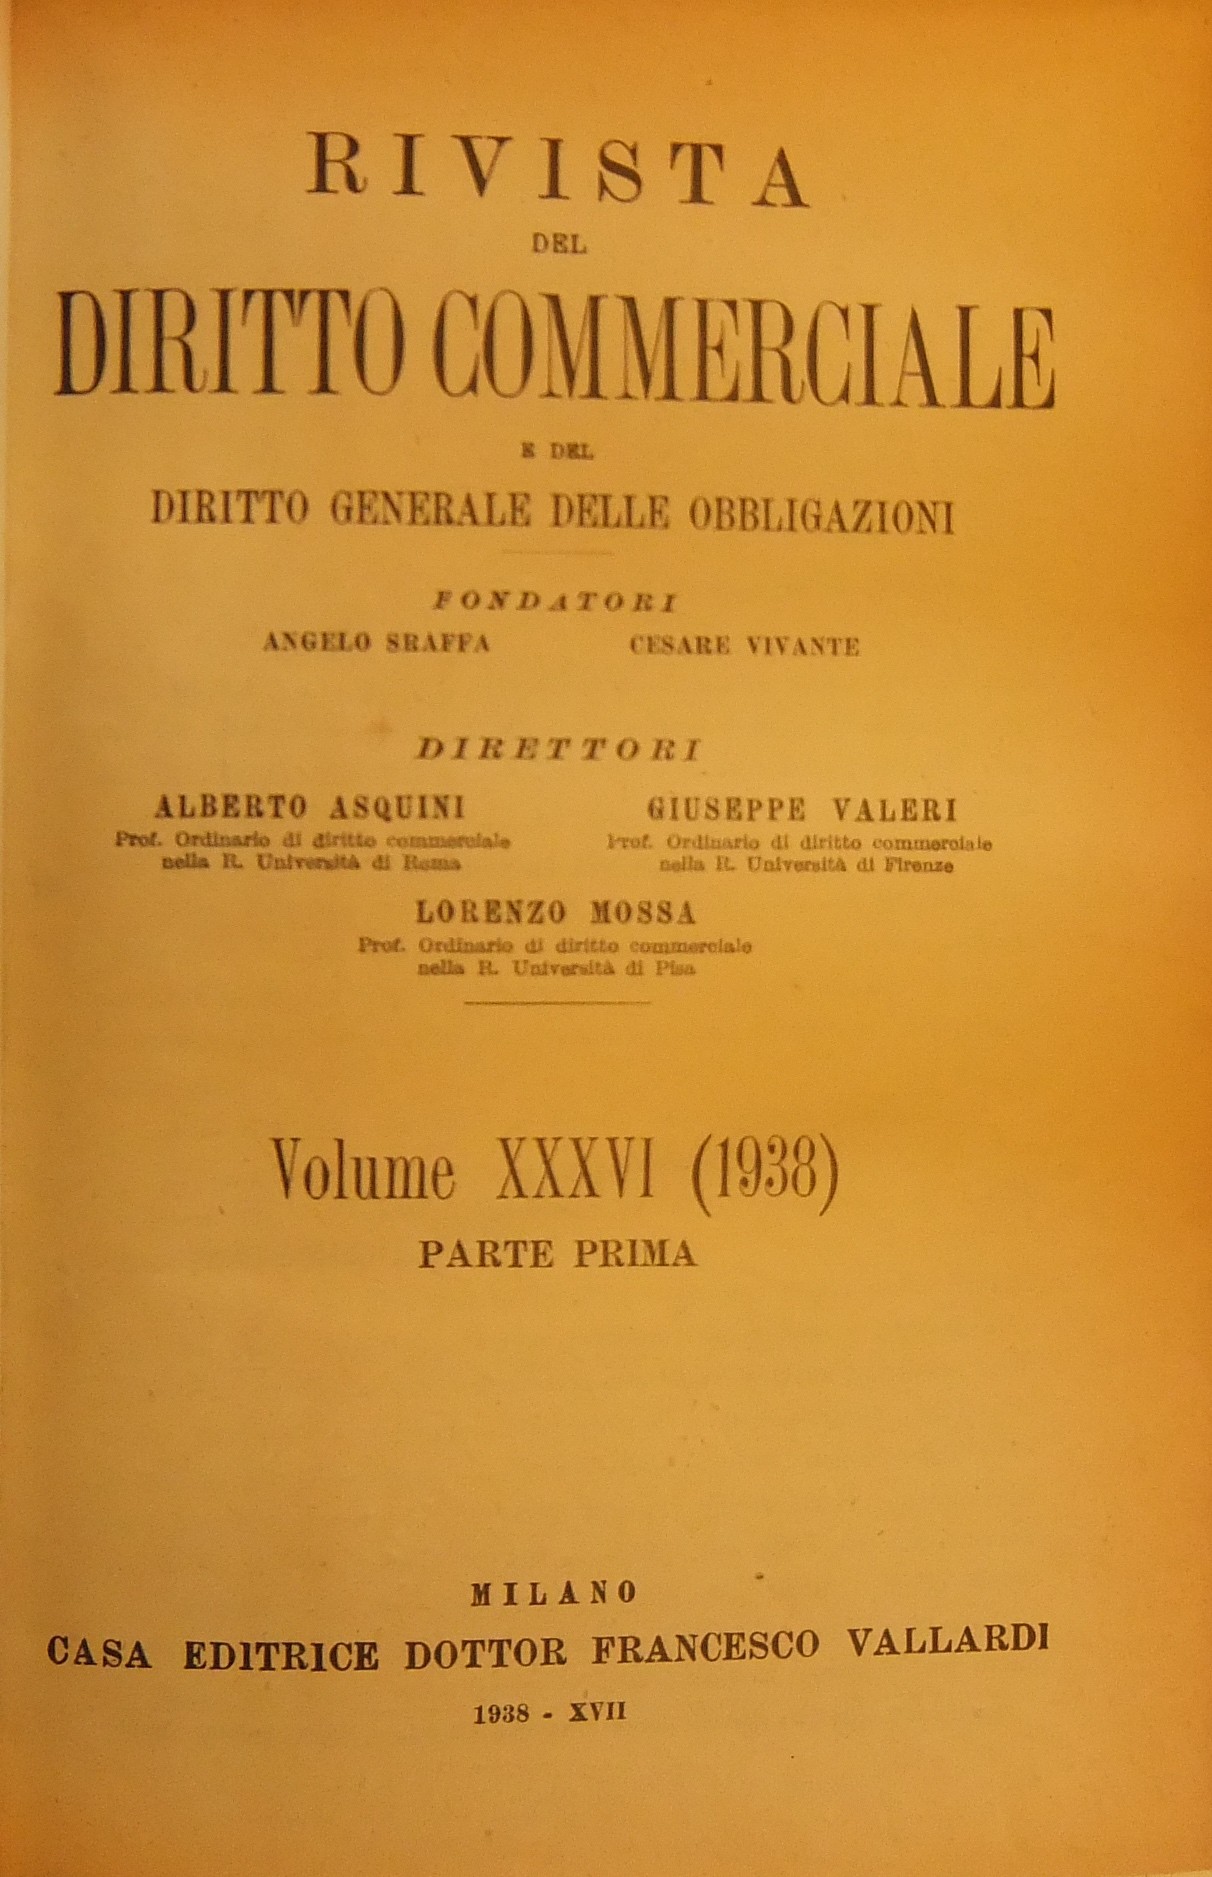 RIVISTA
DEL
DIRITTO COMMERCIALE
E DEL
DIRITTO GENERALE DELLE OBBLIGAZIONI
FONDATORI
ANGELO SRAFFA CESARE VIVANTE
DIRETTORI
ALBERTO ASQUINI GIUSEPPE VALERI
Prof. Ordinario di diritto commerciale Prof. Ordinario di diritto commerciale
nella R. Università di Roma nella R. Università di Firenze
LORENZO MOSSA
Prof. Ordinario di diritto commerciale
nella R. Università di Pisa
Volume XXXVI (1938)
PARTE PRIMA
MILANO
CASA EDITRICE DOTTOR FRANCESCO VALLARDI
1938 - XVII